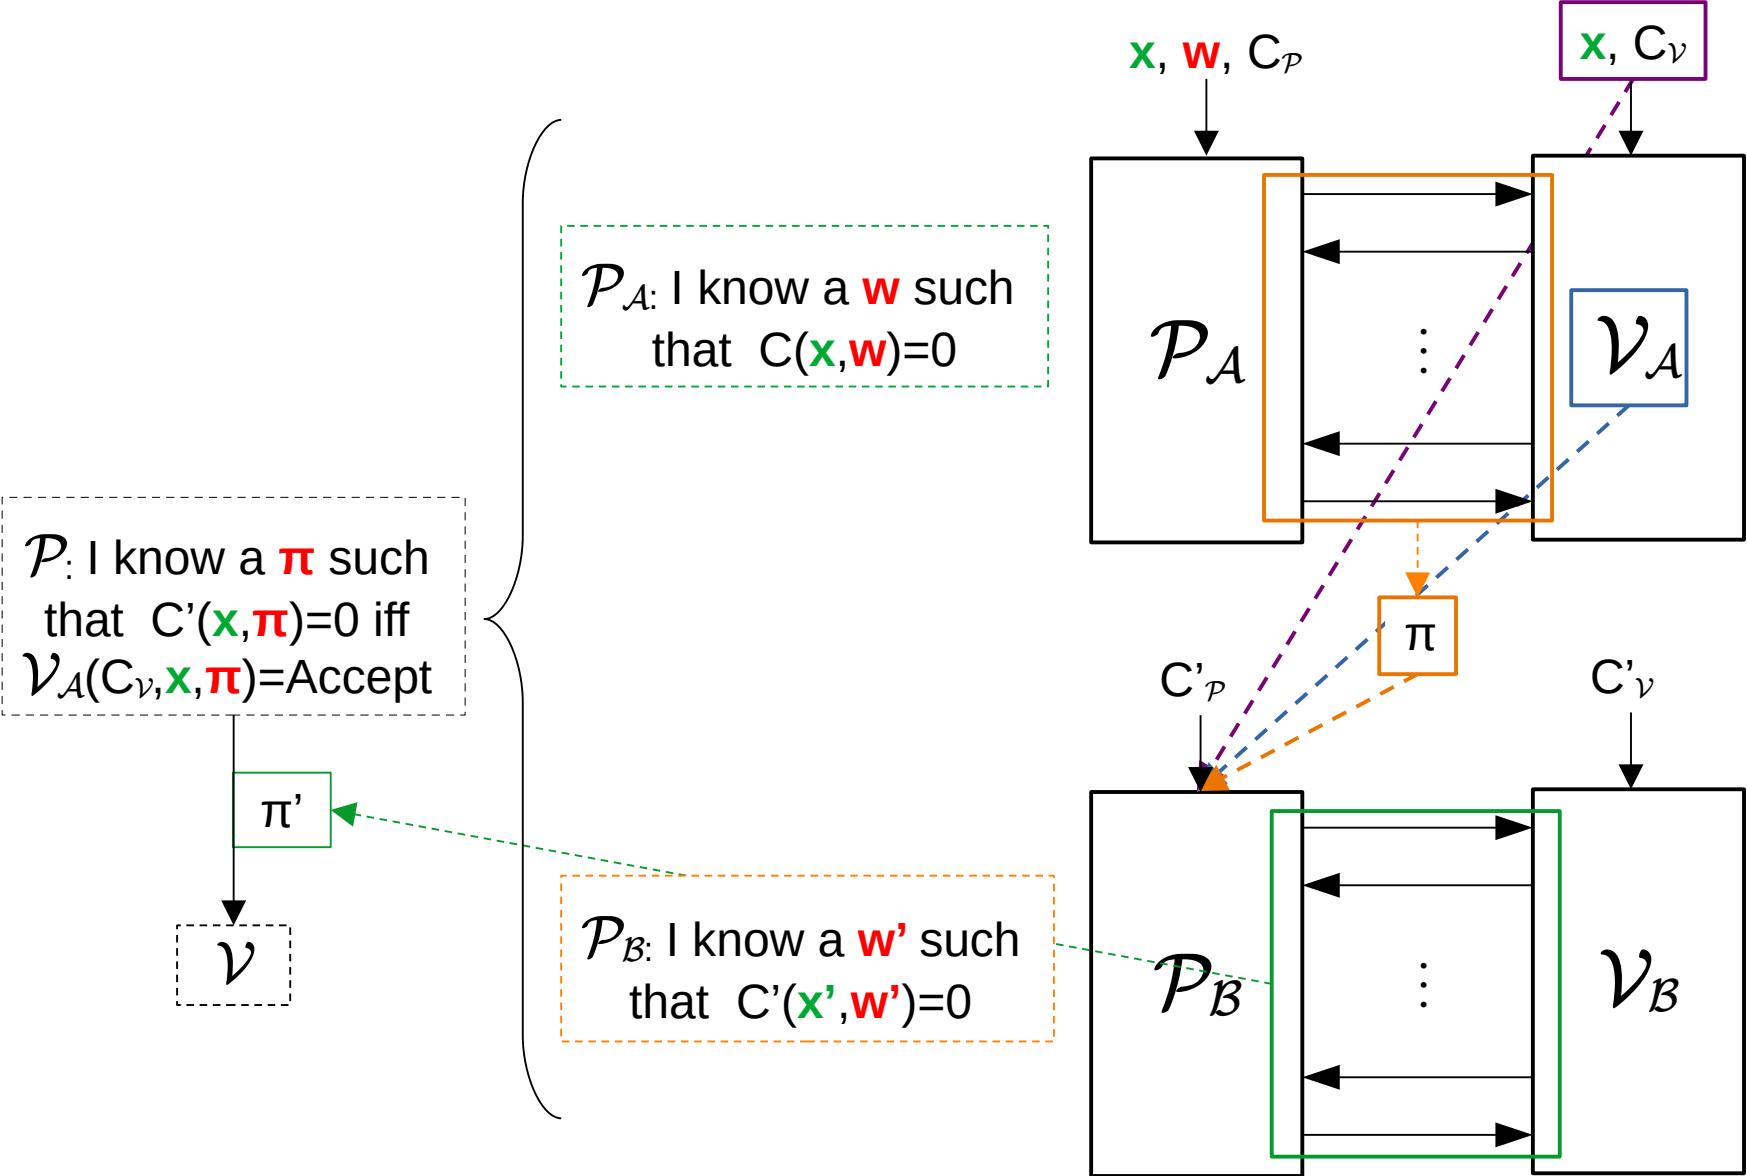 x, w, C𝒫
x, C𝒱
𝒫𝒜: I know a w such
that C(x,w)=0
𝒫𝒜
⋮
𝒱𝒜
𝒫: I know a π such
that C’(x,π)=0 iff
𝒱𝒜(C𝒱,x,π)=Accept
π
C’𝒫
C’𝒱
π’
𝒱
𝒫ℬ: I know a w’ such
that C’(x’,w’)=0
𝒫ℬ
⋮
𝒱ℬ